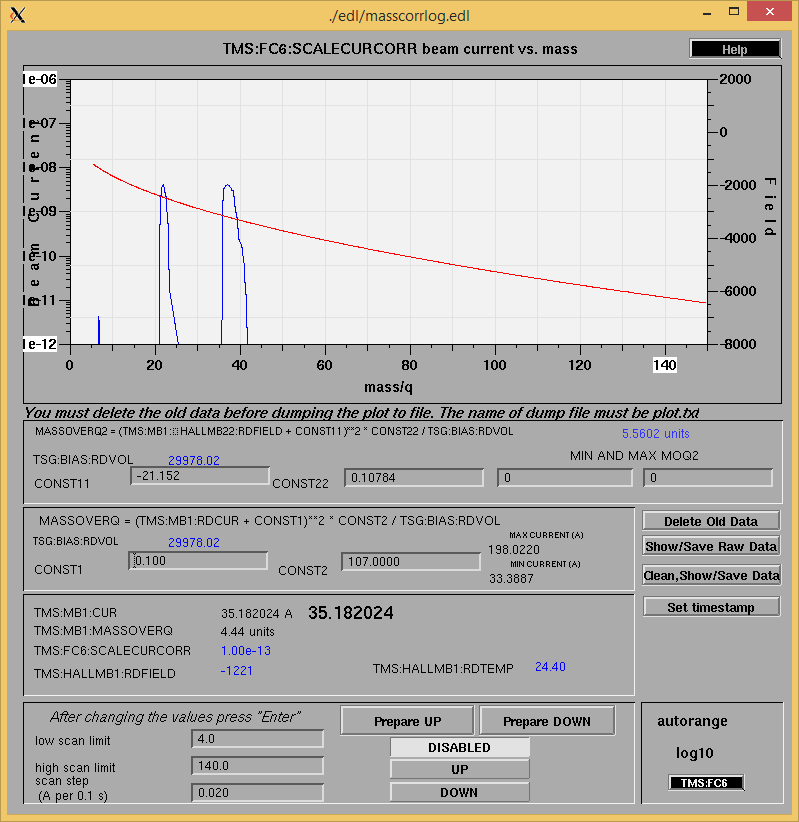 ./edl/masscorrlog.edl
TMS:FC6:SCALECURCORR beam current vs. mass
Help
1e-06
1e-07
1e-08
1e-09
1e-10
1e-11
1e-12
Beam Current
2000
0
-2000
-4000
-6000
-8000
Field
0 20 40 60 80 100 120 140
mass/q
You must delete the old data before dumping the plot to file. The name of dump file must be plot.txt
MASSOVERQ2 = (TMS:MB1:HALLMB22:RDFIELD + CONST11)**2 * CONST22 / TSG:BIAS:RDVOL
5.5602 units
TSG:BIAS:RDVOL 29978.02
MIN AND MAX MOQ2
CONST11 -21.152 CONST22 0.10784 0 0
MASSOVERQ = (TMS:MB1:RDCUR + CONST1)**2 * CONST2 / TSG:BIAS:RDVOL
TSG:BIAS:RDVOL 29978.02
MAX CURRENT (A)
198.0220
CONST1 0.100 CONST2 107.0000
MIN CURRENT (A)
33.3887
Delete Old Data
Show/Save Raw Data
Clean,Show/Save Data
Set timestamp
TMS:MB1:CUR 35.182024 A 35.182024
TMS:MB1:MASSOVERQ 4.44 units
TMS:FC6:SCALECURCORR 1.00e-13
TMS:HALLMB1:RDFIELD -1221
TMS:HALLMB1:RDTEMP 24.40
After changing the values press "Enter"
low scan limit 4.0
high scan limit 140.0
scan step
(A per 0.1 s) 0.020
Prepare UP
Prepare DOWN
DISABLED
UP
DOWN
autorange
log10
TMS:FC6